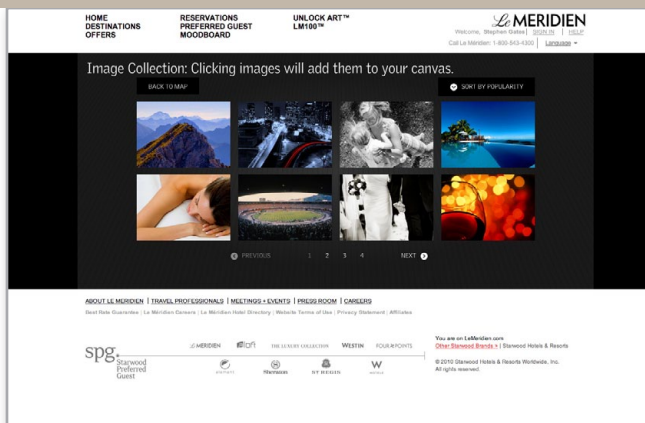 HOME
DESTINATIONS
OFFERS
RESERVATIONS
PREFERRED GUEST
MOODBOARD
UNLOCK ART™
LM100™
Le MERIDIEN
Welcome, Stephen Gates | SIGN IN | HELP
Call Le Méridien: 1-800-543-4300 | Language
Image Collection: Clicking images will add them to your canvas.
BACK TO MAP
SORT BY POPULARITY
PREVIOUS 1 2 3 4 NEXT
ABOUT LE MERIDIEN | TRAVEL PROFESSIONALS | MEETINGS + EVENTS | PRESS ROOM | CAREERS
Best Rate Guarantee | Le Méridien Careers | Le Méridien Hotel Directory | Website Terms of Use | Privacy Statement | Affiliates
spg.
Starwood
Preferred
Guest
Le MERIDIEN aloft THE LUXURY COLLECTION WESTIN FOUR POINTS
element Sheraton ST REGIS W HOTELS
You are on LeMeridien.com
Other Starwood Brands > | Starwood Hotels & Resorts
© 2010 Starwood Hotels & Resorts Worldwide, Inc.
All rights reserved.